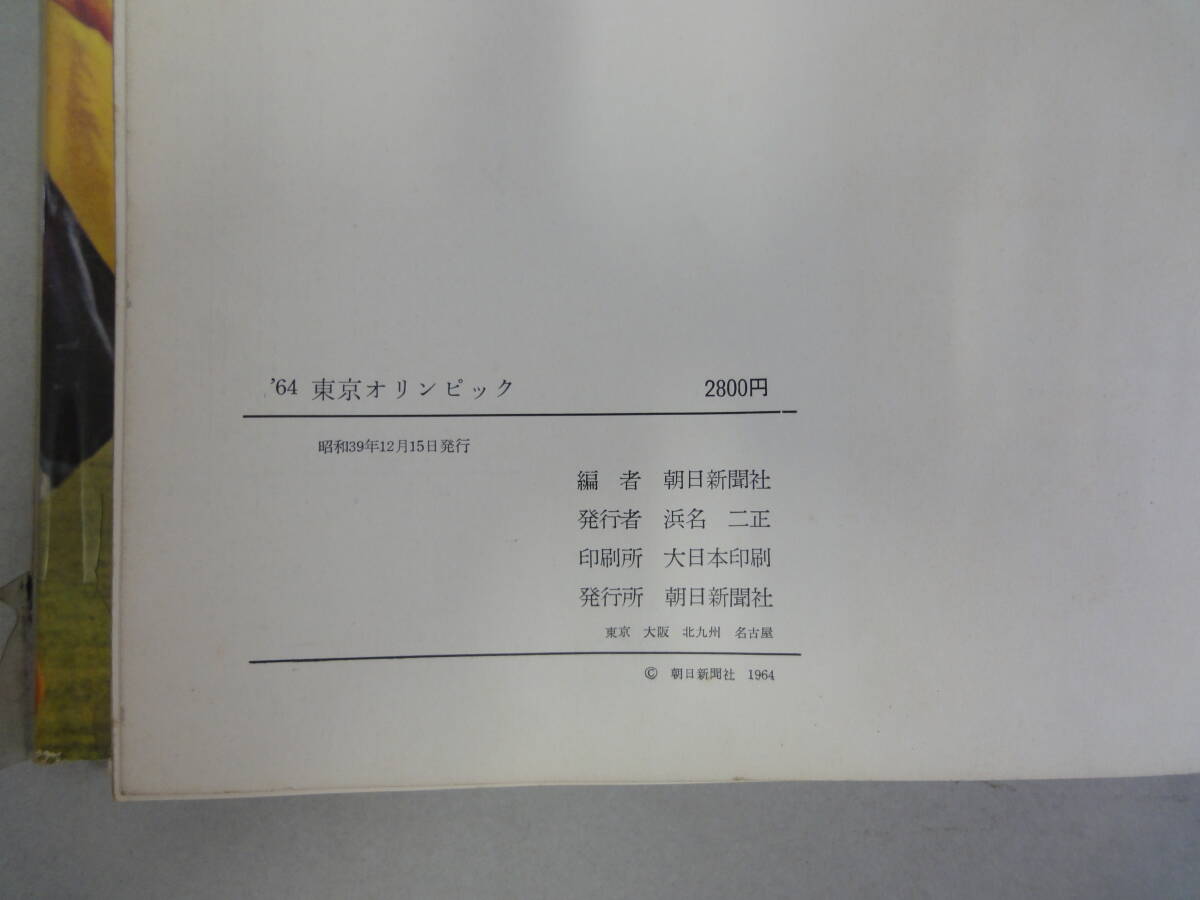 ’64 東京オリンピック 2800円
昭和39年12月15日発行
編 者 朝日新聞社
発行者 浜名 二正
印刷所 大日本印刷
発行所 朝日新聞社
東京 大阪 北九州 名古屋
© 朝日新聞社 1964